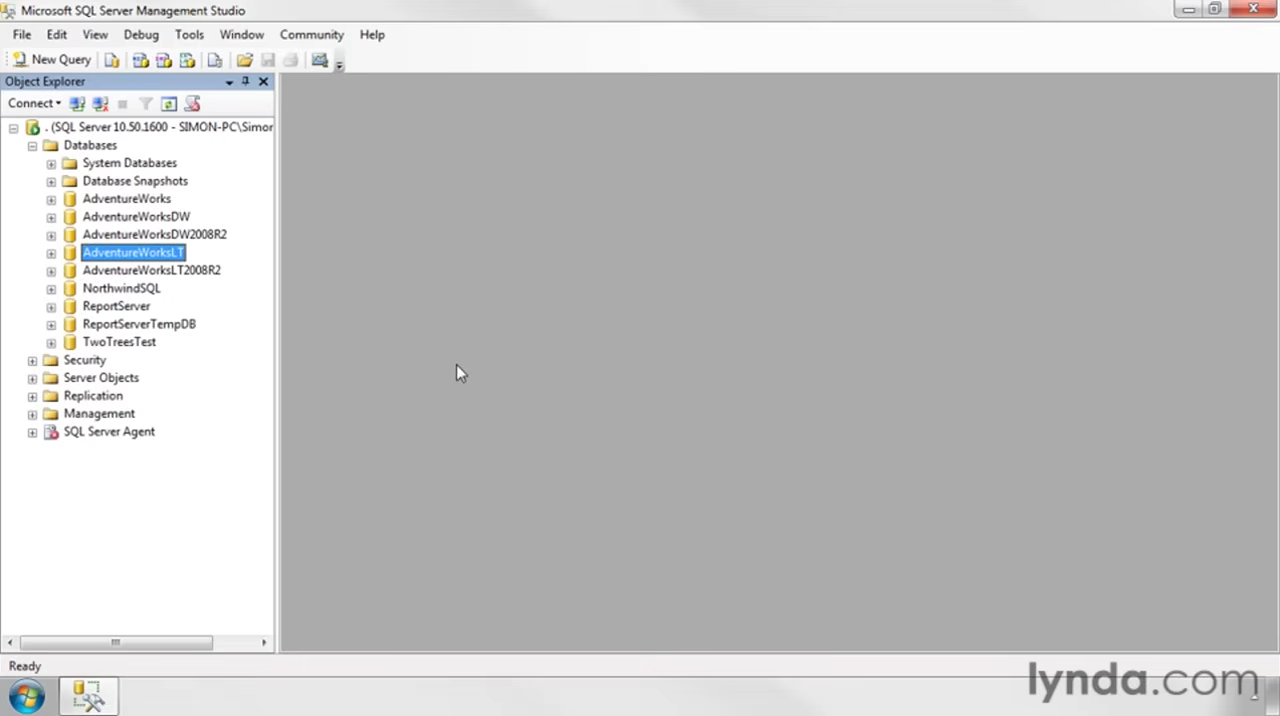 Microsoft SQL Server Management Studio
File Edit View Debug Tools Window Community Help
New Query
Object Explorer
Connect
. (SQL Server 10.50.1600 - SIMON-PC\Simor
Databases
System Databases
Database Snapshots
AdventureWorks
AdventureWorksDW
AdventureWorksDW2008R2
AdventureWorksLT
AdventureWorksLT2008R2
NorthwindSQL
ReportServer
ReportServerTempDB
TwoTreesTest
Security
Server Objects
Replication
Management
SQL Server Agent
Ready
lynda.com